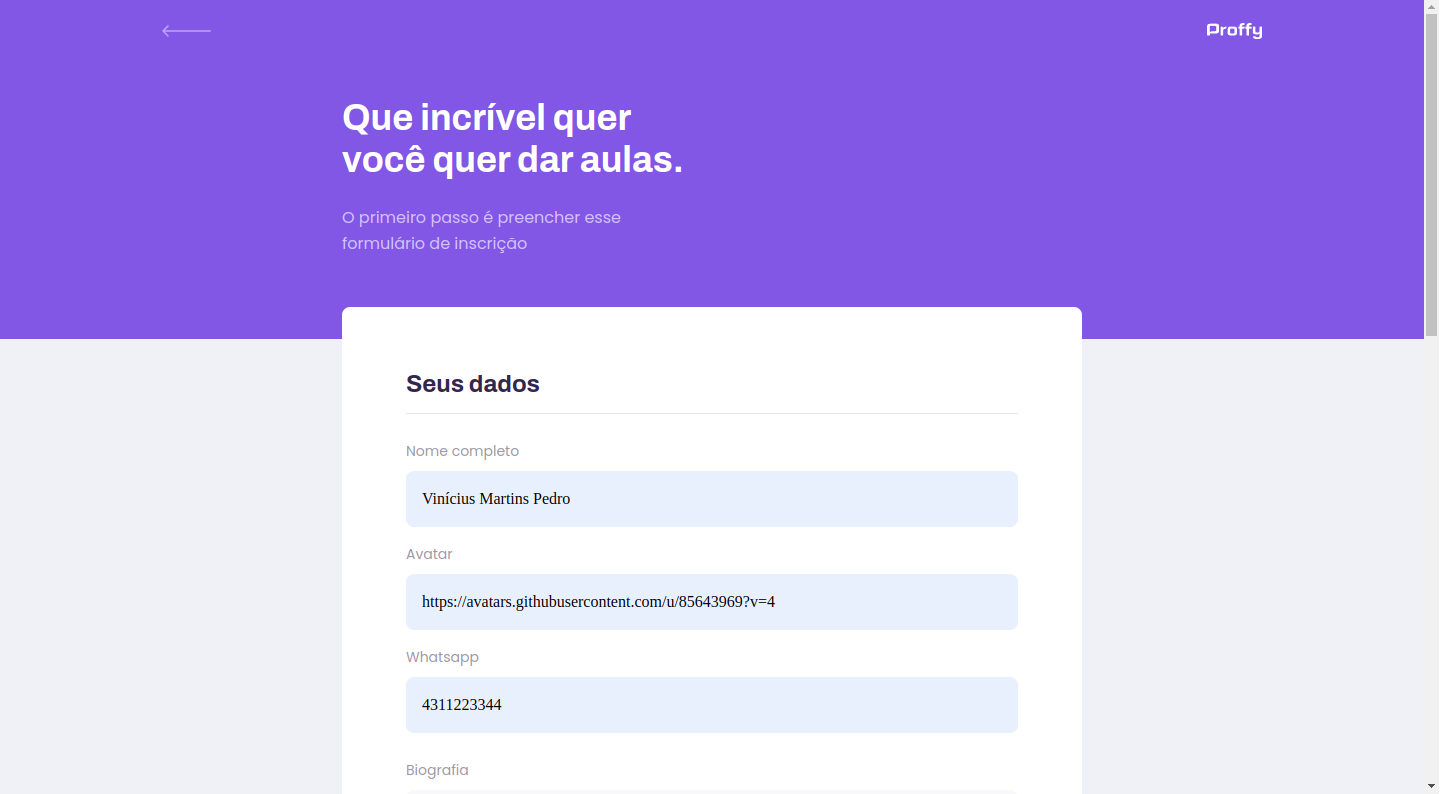 Proffy
Que incrível quer
você quer dar aulas.
O primeiro passo é preencher esse
formulário de inscrição
Seus dados
Nome completo
Vinícius Martins Pedro
Avatar
https://avatars.githubusercontent.com/u/85643969?v=4
Whatsapp
4311223344
Biografia